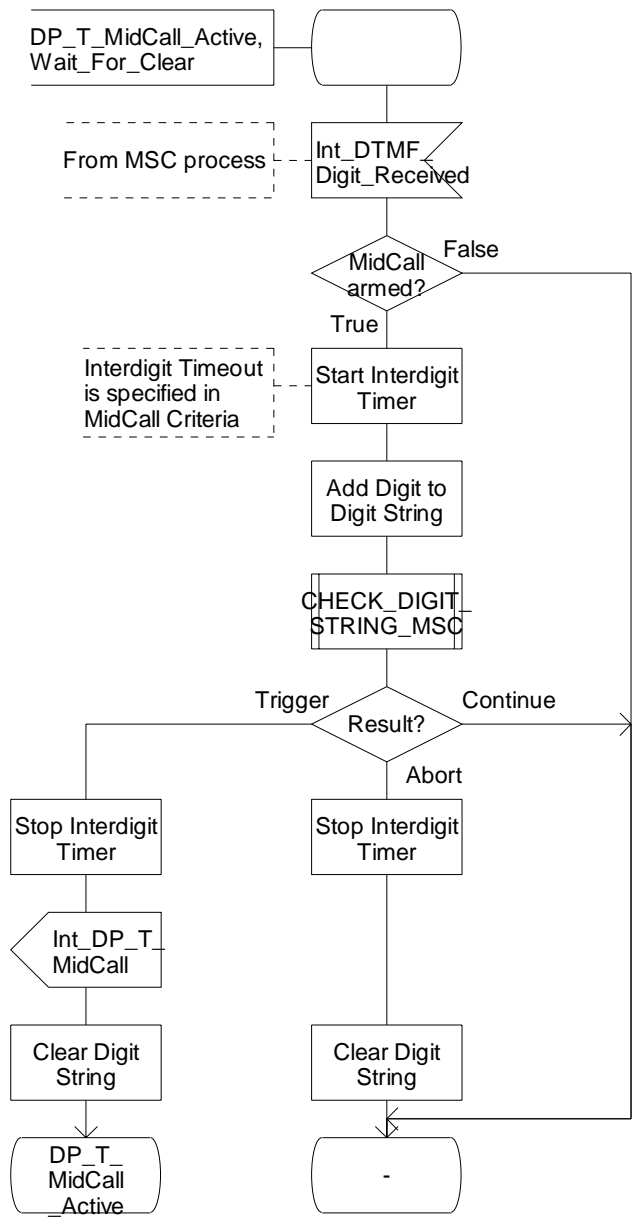 DP_T_MidCall_Active,
Wait_For_Clear
From MSC process
Int_DTMF_
Digit_Received
MidCall
armed?
False
True
Interdigit Timeout
is specified in
MidCall Criteria
Start Interdigit
Timer
Add Digit to
Digit String
CHECK_DIGIT_
STRING_MSC
Trigger
Result?
Continue
Abort
Stop Interdigit
Timer
Stop Interdigit
Timer
Int_DP_T_
MidCall
Clear Digit
String
Clear Digit
String
DP_T_
MidCall
_Active
-